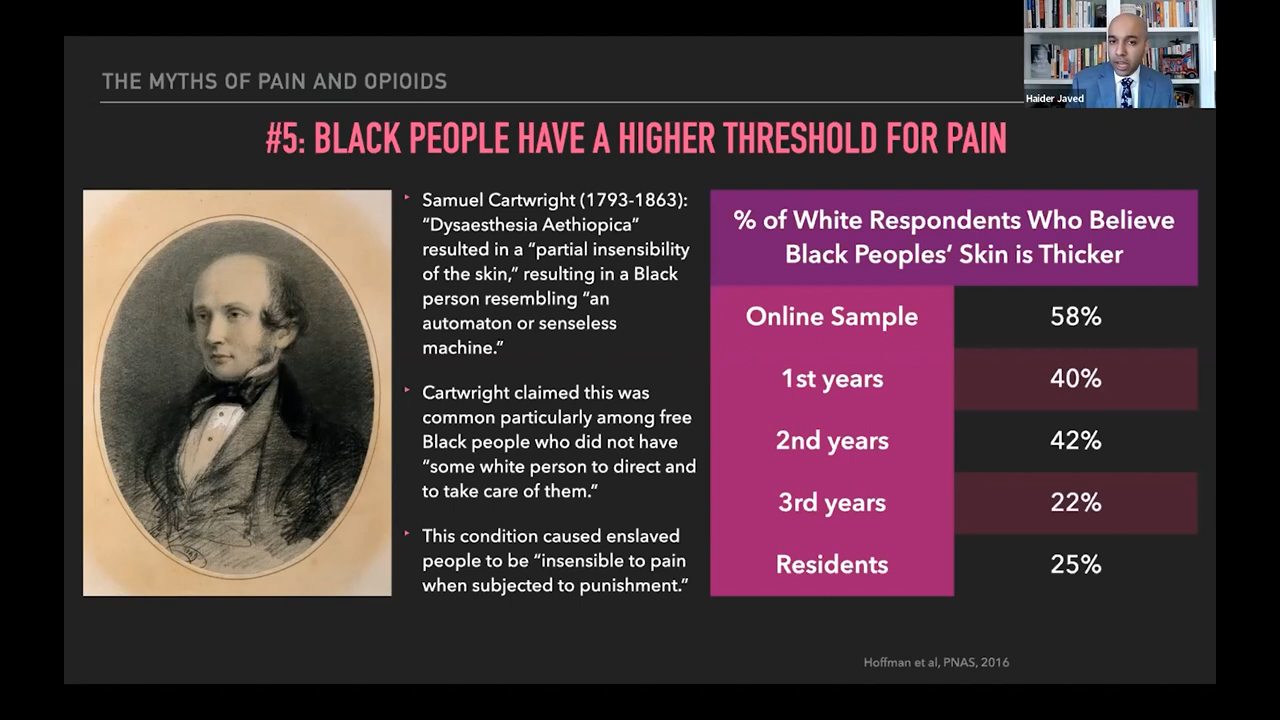 THE MYTHS OF PAIN AND OPIOIDS
Haider Javed
#5: BLACK PEOPLE HAVE A HIGHER THRESHOLD FOR PAIN
Samuel Cartwright (1793-1863):
“Dysaesthesia Aethiopica”
resulted in a “partial insensibility
of the skin,” resulting in a Black
person resembling “an
automaton or senseless
machine.”
Cartwright claimed this was
common particularly among free
Black people who did not have
“some white person to direct and
to take care of them.”
This condition caused enslaved
people to be “insensible to pain
when subjected to punishment.”
% of White Respondents Who Believe
Black Peoples’ Skin is Thicker
Online Sample 58%
1st years 40%
2nd years 42%
3rd years 22%
Residents 25%
Hoffman et al, PNAS, 2016